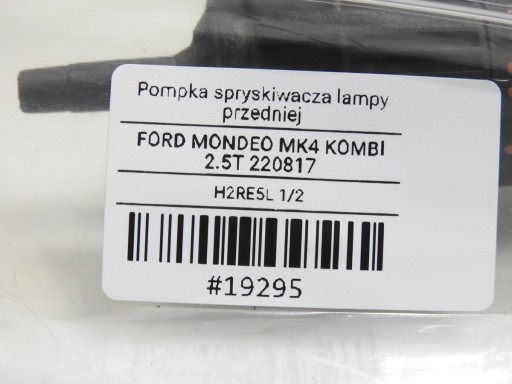 Pompka spryskiwacza lampy
przedniej
FORD MONDEO MK4 KOMBI
2.5T 220817
H2RE5L 1/2
#19295